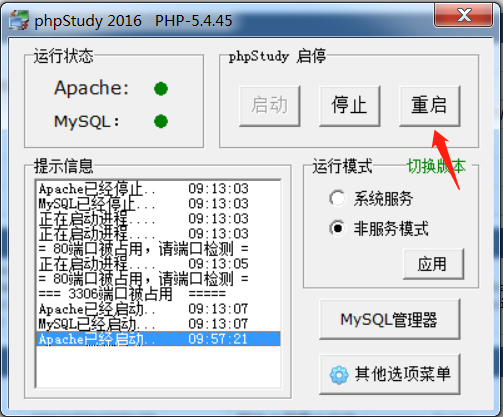 phpStudy 2016 PHP-5.4.45
运行状态
Apache:
MySQL:
phpStudy 启停
启动 停止 重启
提示信息
Apache已经停止.. 09:13:03
MySQL已经停止... 09:13:03
正在启动进程.... 09:13:03
正在启动进程.... 09:13:03
= 80端口被占用，请端口检测 =
正在启动进程.... 09:13:05
= 80端口被占用，请端口检测 =
=== 3306端口被占用 =====
Apache已经启动.. 09:13:07
MySQL已经启动... 09:13:07
Apache已经启动.. 09:57:21
运行模式 切换版本
系统服务
非服务模式
应用
MySQL管理器
其他选项菜单